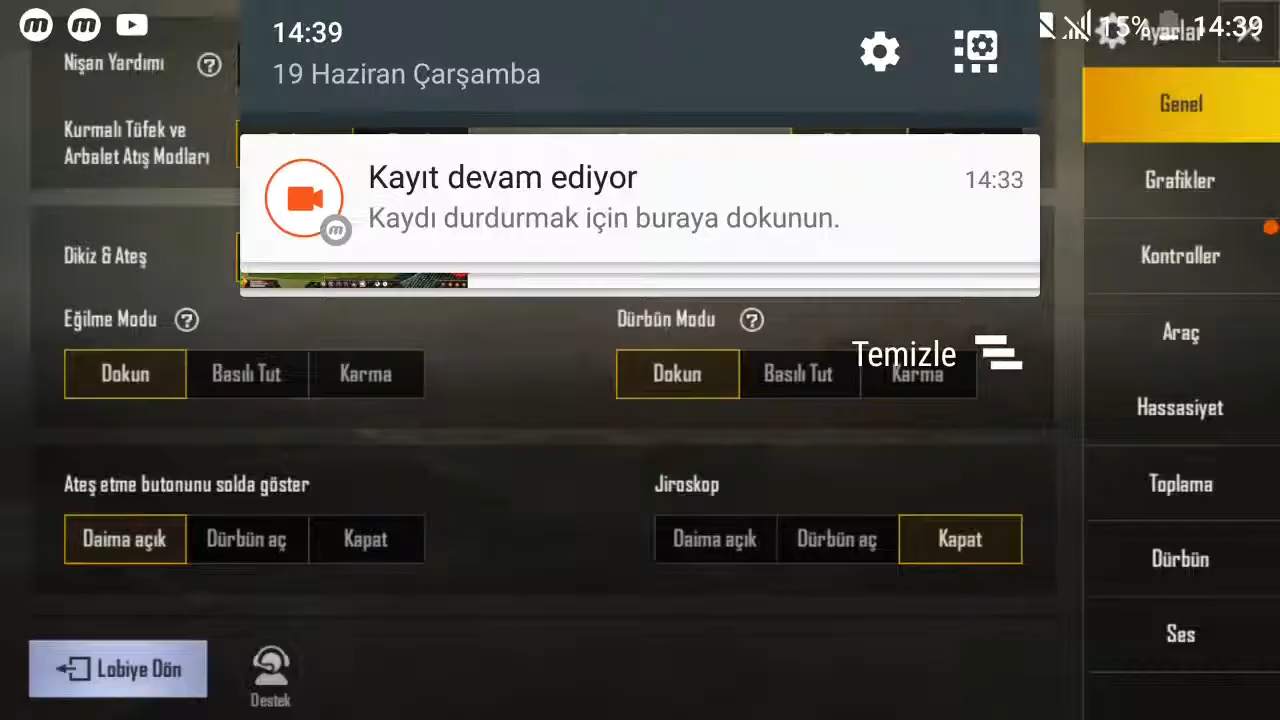 14:39
19 Haziran Çarşamba
15% 14:39
Ayarlar
Nişan Yardımı ?
Kurmalı Tüfek ve
Arbalet Atış Modları
Kayıt devam ediyor 14:33
Kaydı durdurmak için buraya dokunun.
Dikiz & Ateş
Eğilme Modu ?
Dürbün Modu ?
Temizle
Dokun Basılı Tut Karma
Dokun Basılı Tut Karma
Ateş etme butonunu solda göster
Jiroskop
Daima açık Dürbün aç Kapat
Daima açık Dürbün aç Kapat
Lobiye Dön
Destek
Genel
Grafikler
Kontroller
Araç
Hassasiyet
Toplama
Dürbün
Ses